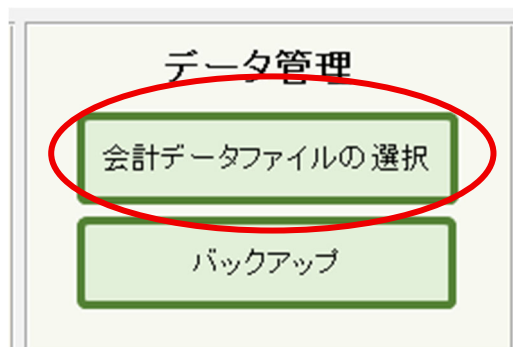 データ管理
会計データファイルの選択
バックアップ